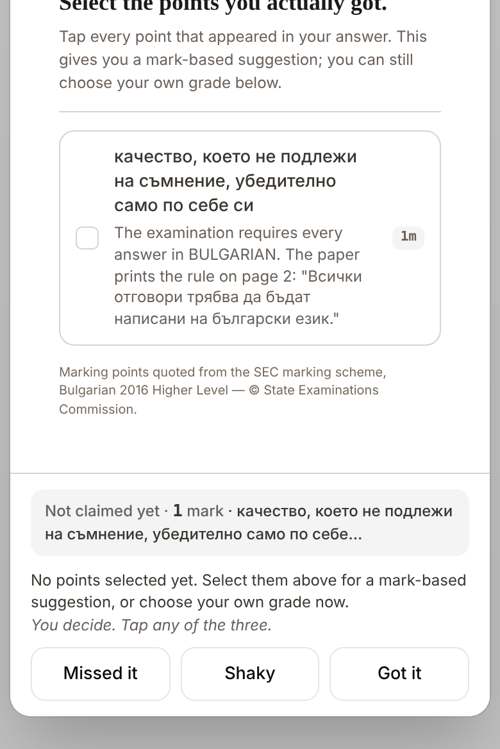 Select the points you actually got.
Tap every point that appeared in your answer. This
gives you a mark-based suggestion; you can still
choose your own grade below.
качество, което не подлежи
на съмнение, убедително
само по себе си
The examination requires every
answer in BULGARIAN. The paper
prints the rule on page 2: "Всички
отговори трябва да бъдат
написани на български език."
1m
Marking points quoted from the SEC marking scheme,
Bulgarian 2016 Higher Level — © State Examinations
Commission.
Not claimed yet · 1 mark · качество, което не подлежи
на съмнение, убедително само по себе…
No points selected yet. Select them above for a mark-based
suggestion, or choose your own grade now.
You decide. Tap any of the three.
Missed it
Shaky
Got it